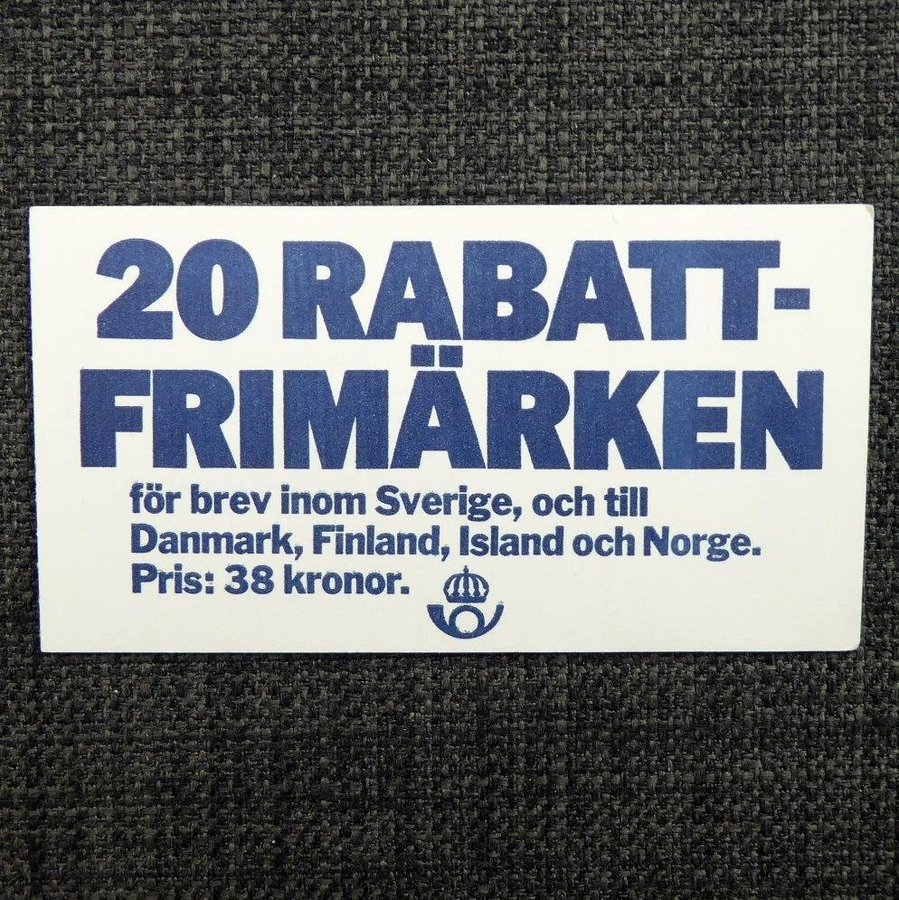 20 RABATT-
FRIMÄRKEN
för brev inom Sverige, och till
Danmark, Finland, Island och Norge.
Pris: 38 kronor.